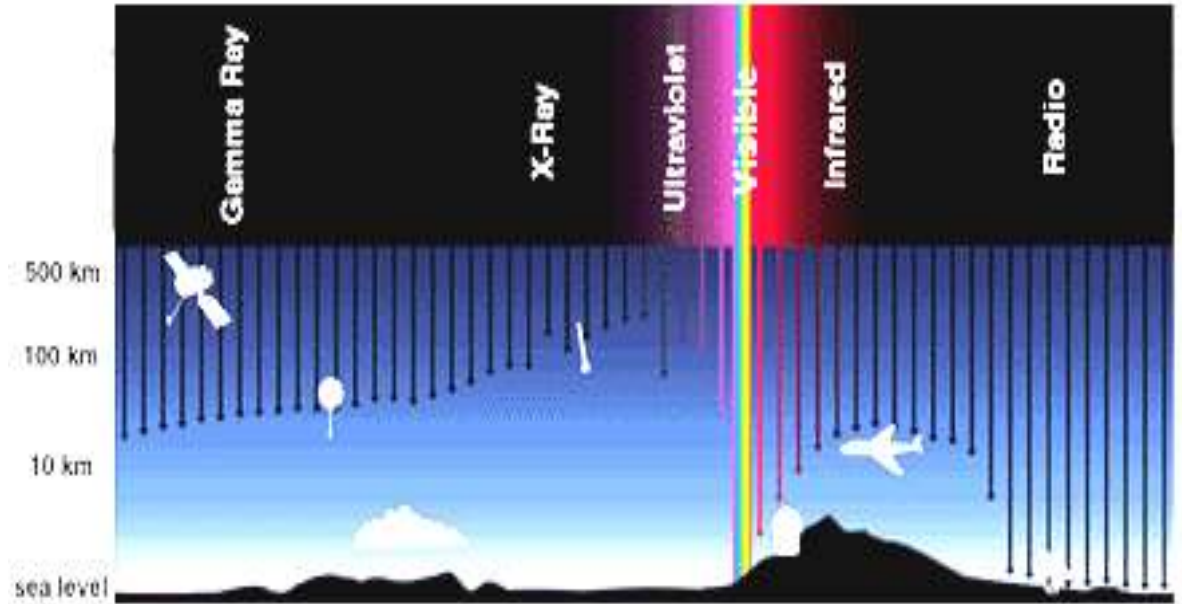 Gamma Ray
X-Ray
Ultraviolet
Visible
Infrared
Radio
500 km
100 km
10 km
sea level